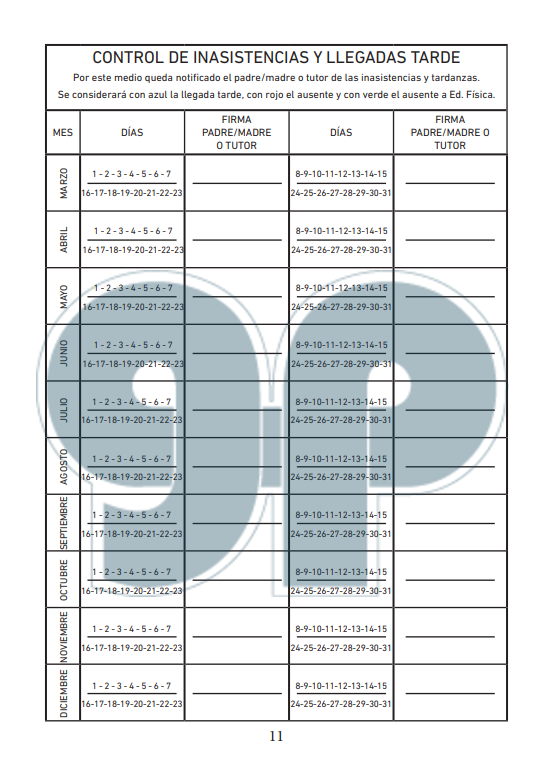 CONTROL DE INASISTENCIAS Y LLEGADAS TARDE
Por este medio queda notificado el padre/madre o tutor de las inasistencias y tardanzas.
Se considerará con azul la llegada tarde, con rojo el ausente y con verde el ausente a Ed. Física.
MES
DÍAS
FIRMA
PADRE/MADRE
O TUTOR
DÍAS
FIRMA
PADRE/MADRE O
TUTOR
MARZO
1 - 2 - 3 - 4 - 5 - 6 - 7
16-17-18-19-20-21-22-23
8-9-10-11-12-13-14-15
24-25-26-27-28-29-30-31
ABRIL
1 - 2 - 3 - 4 - 5 - 6 - 7
16-17-18-19-20-21-22-23
8-9-10-11-12-13-14-15
24-25-26-27-28-29-30-31
MAYO
1 - 2 - 3 - 4 - 5 - 6 - 7
16-17-18-19-20-21-22-23
8-9-10-11-12-13-14-15
24-25-26-27-28-29-30-31
JUNIO
1 - 2 - 3 - 4 - 5 - 6 - 7
16-17-18-19-20-21-22-23
8-9-10-11-12-13-14-15
24-25-26-27-28-29-30-31
JULIO
1 - 2 - 3 - 4 - 5 - 6 - 7
16-17-18-19-20-21-22-23
8-9-10-11-12-13-14-15
24-25-26-27-28-29-30-31
AGOSTO
1 - 2 - 3 - 4 - 5 - 6 - 7
16-17-18-19-20-21-22-23
8-9-10-11-12-13-14-15
24-25-26-27-28-29-30-31
SEPTIEMBRE
1 - 2 - 3 - 4 - 5 - 6 - 7
16-17-18-19-20-21-22-23
8-9-10-11-12-13-14-15
24-25-26-27-28-29-30-31
OCTUBRE
1 - 2 - 3 - 4 - 5 - 6 - 7
16-17-18-19-20-21-22-23
8-9-10-11-12-13-14-15
24-25-26-27-28-29-30-31
NOVIEMBRE
1 - 2 - 3 - 4 - 5 - 6 - 7
16-17-18-19-20-21-22-23
8-9-10-11-12-13-14-15
24-25-26-27-28-29-30-31
DICIEMBRE
1 - 2 - 3 - 4 - 5 - 6 - 7
16-17-18-19-20-21-22-23
8-9-10-11-12-13-14-15
24-25-26-27-28-29-30-31
gp
11